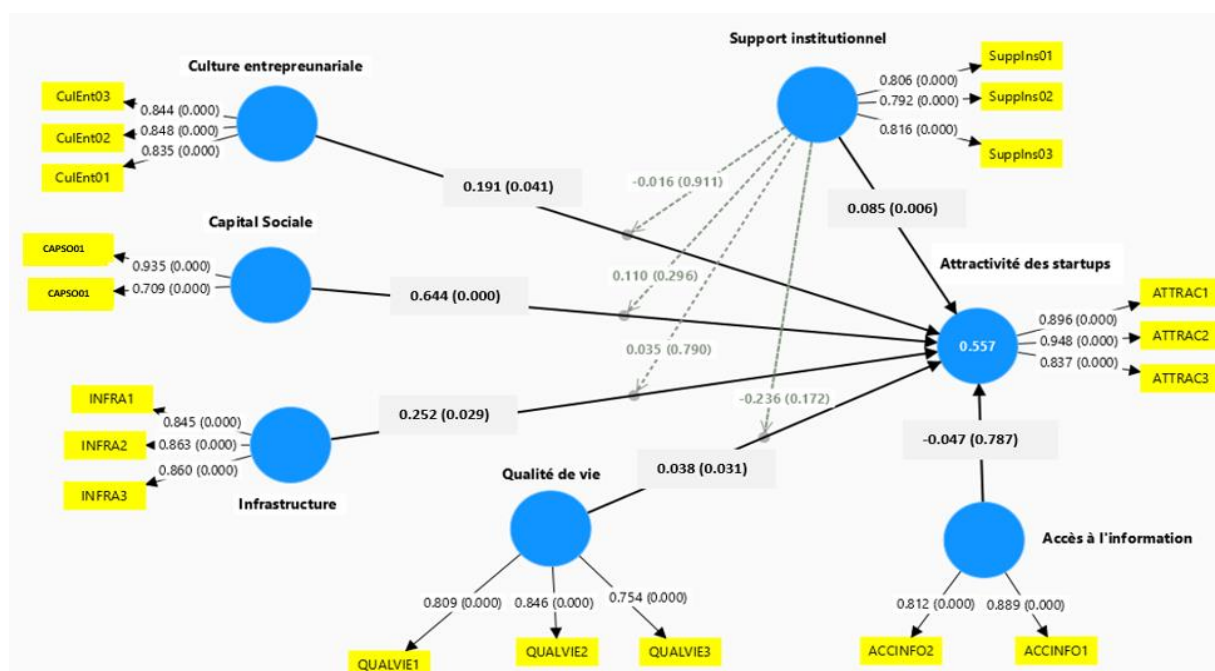 Culture entrepreunariale
CulEnt03
0.844 (0.000)
CulEnt02
0.848 (0.000)
CulEnt01
0.835 (0.000)
Support institutionnel
SuppIns01
0.806 (0.000)
SuppIns02
0.792 (0.000)
SuppIns03
0.816 (0.000)
0.191 (0.041)
-0.016 (0.911)
0.085 (0.006)
Capital Sociale
CAPSO01
0.935 (0.000)
CAPSO01
0.709 (0.000)
0.644 (0.000)
0.110 (0.296)
0.035 (0.790)
Attractivité des startups
0.557
ATTRAC1
0.896 (0.000)
ATTRAC2
0.948 (0.000)
ATTRAC3
0.837 (0.000)
INFRA1
0.845 (0.000)
INFRA2
0.863 (0.000)
INFRA3
0.860 (0.000)
Infrastructure
0.252 (0.029)
-0.236 (0.172)
0.038 (0.031)
-0.047 (0.787)
Qualité de vie
0.809 (0.000)
0.846 (0.000)
0.754 (0.000)
QUALVIE1
QUALVIE2
QUALVIE3
Accès à l'information
0.812 (0.000)
0.889 (0.000)
ACCINFO2
ACCINFO1